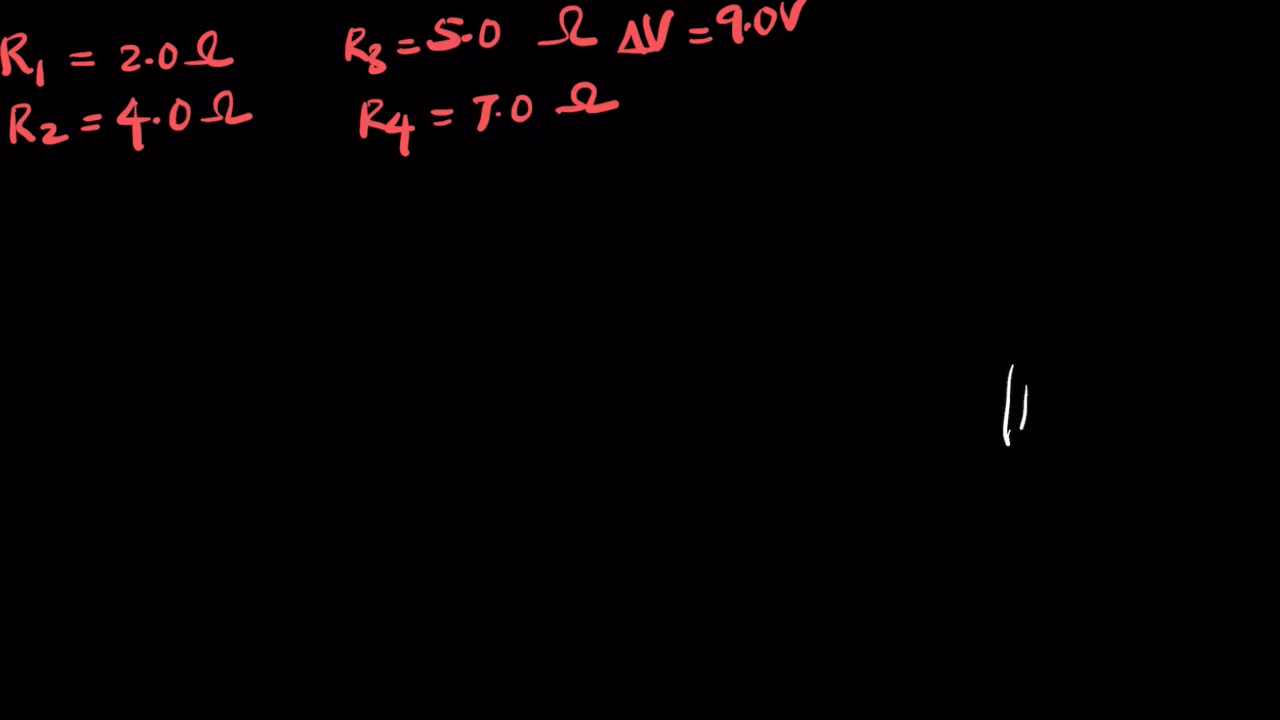 R₁ = 2.0 Ω R₃ = 5.0 Ω ΔV = 9.0V
R₂ = 4.0 Ω R₄ = 7.0 Ω